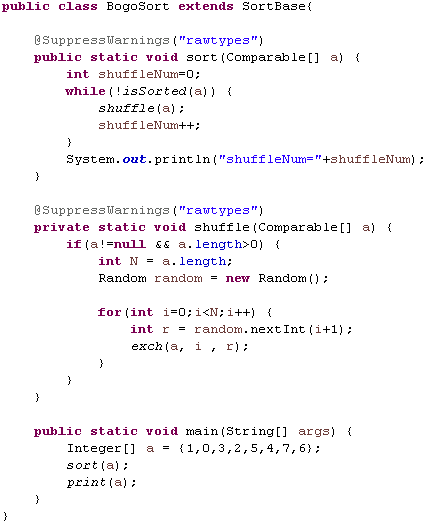 public class BogoSort extends SortBase{
@SuppressWarnings("rawtypes")
public static void sort(Comparable[] a) {
int shuffleNum=0;
while(!isSorted(a)) {
shuffle(a);
shuffleNum++;
}
System.out.println("shuffleNum="+shuffleNum);
}
@SuppressWarnings("rawtypes")
private static void shuffle(Comparable[] a) {
if(a!=null && a.length>0) {
int N = a.length;
Random random = new Random();
for(int i=0;i<N;i++) {
int r = random.nextInt(i+1);
exch(a, i , r);
}
}
}
public static void main(String[] args) {
Integer[] a = {1,0,3,2,5,4,7,6};
sort(a);
print(a);
}
}